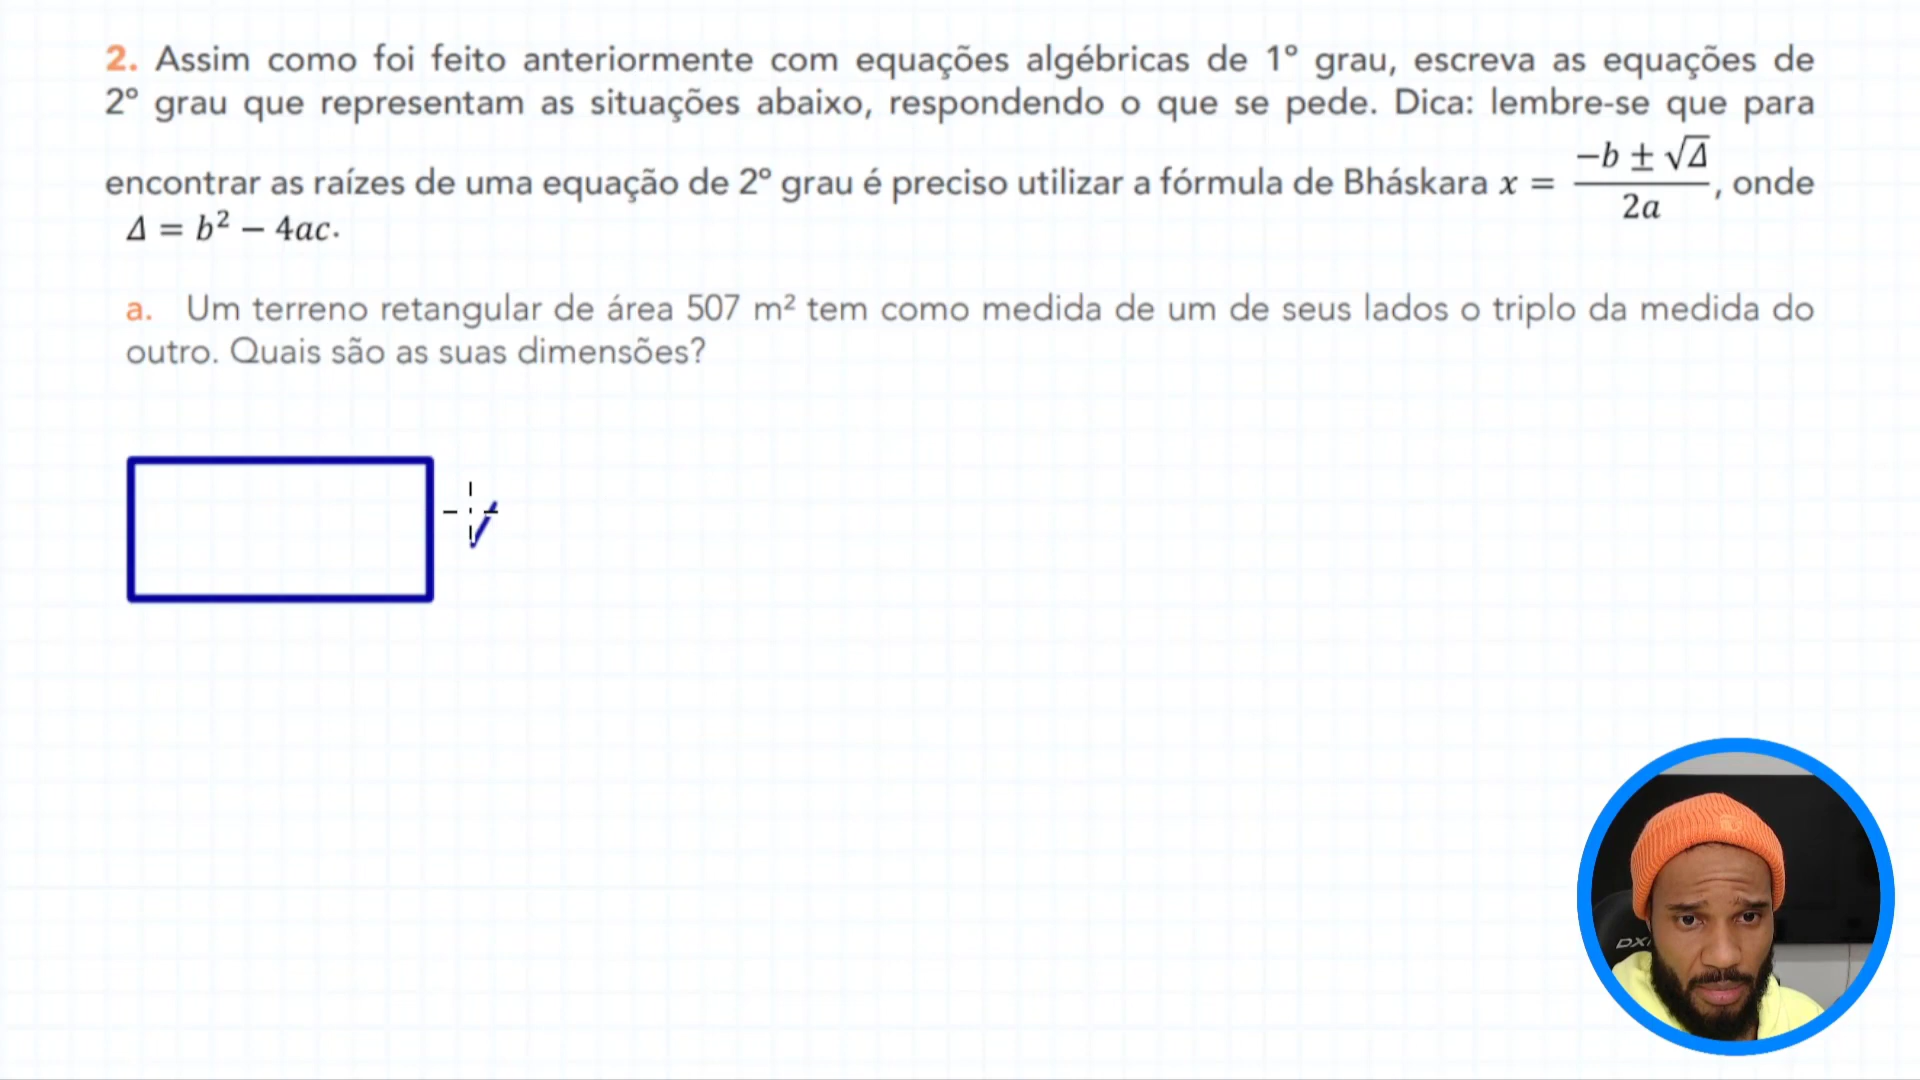 2. Assim como foi feito anteriormente com equações algébricas de 1º grau, escreva as equações de
2º grau que representam as situações abaixo, respondendo o que se pede. Dica: lembre-se que para
encontrar as raízes de uma equação de 2º grau é preciso utilizar a fórmula de Bháskara x = (−b ± √Δ)/2a, onde
Δ = b² − 4ac.
a. Um terreno retangular de área 507 m² tem como medida de um de seus lados o triplo da medida do
outro. Quais são as suas dimensões?